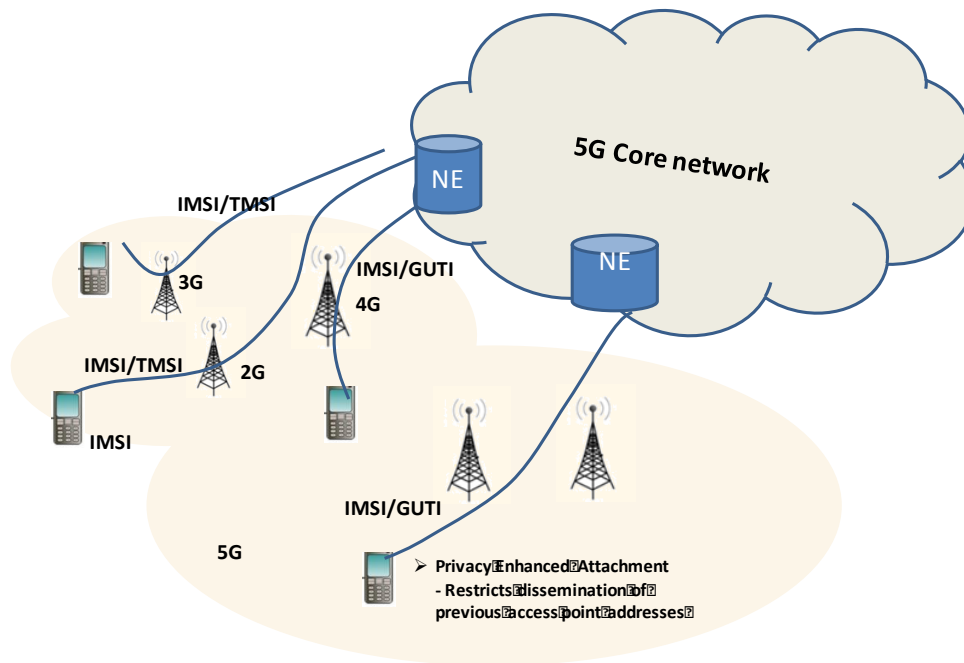 5G Core network
NE
IMSI/TMSI
IMSI/GUTI
NE
3G
4G
IMSI/TMSI
2G
IMSI
IMSI/GUTI
5G
➢ Privacy⍰Enhanced⍰Attachment
- Restricts⍰dissemination⍰of⍰
previous⍰access⍰point⍰addresses⍰